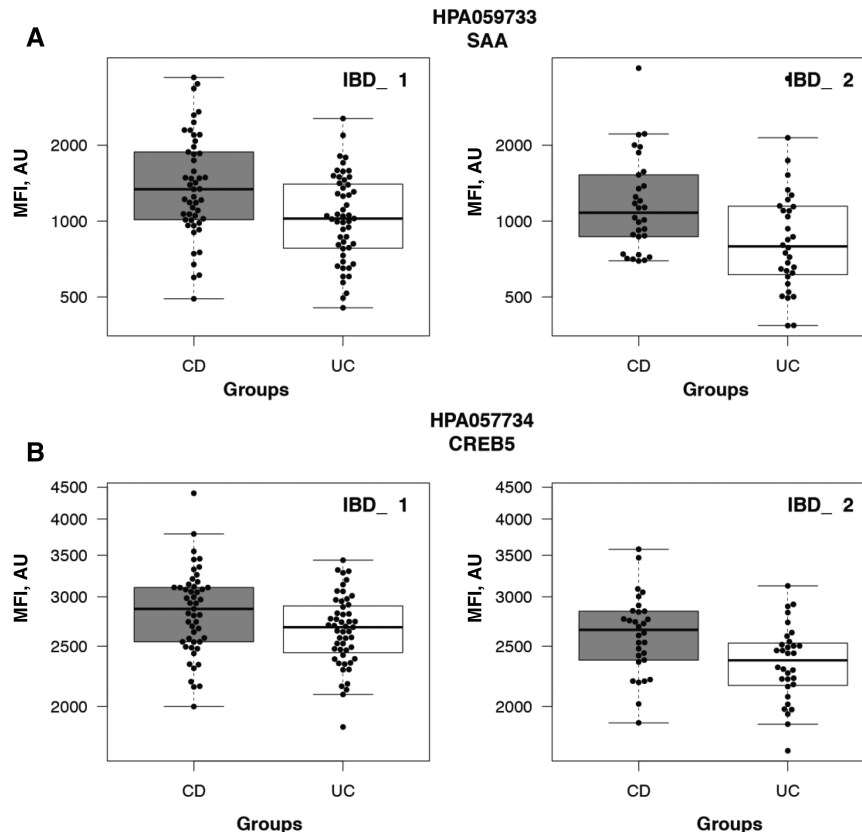 HPA059733
SAA
A
IBD_ 1
IBD_ 2
MFI, AU
2000
1000
500
CD
UC
Groups
MFI, AU
2000
1000
500
CD
UC
Groups
HPA057734
CREB5
B
IBD_ 1
IBD_ 2
MFI, AU
4500
4000
3500
3000
2500
2000
CD
UC
Groups
MFI, AU
4500
4000
3500
3000
2500
2000
CD
UC
Groups